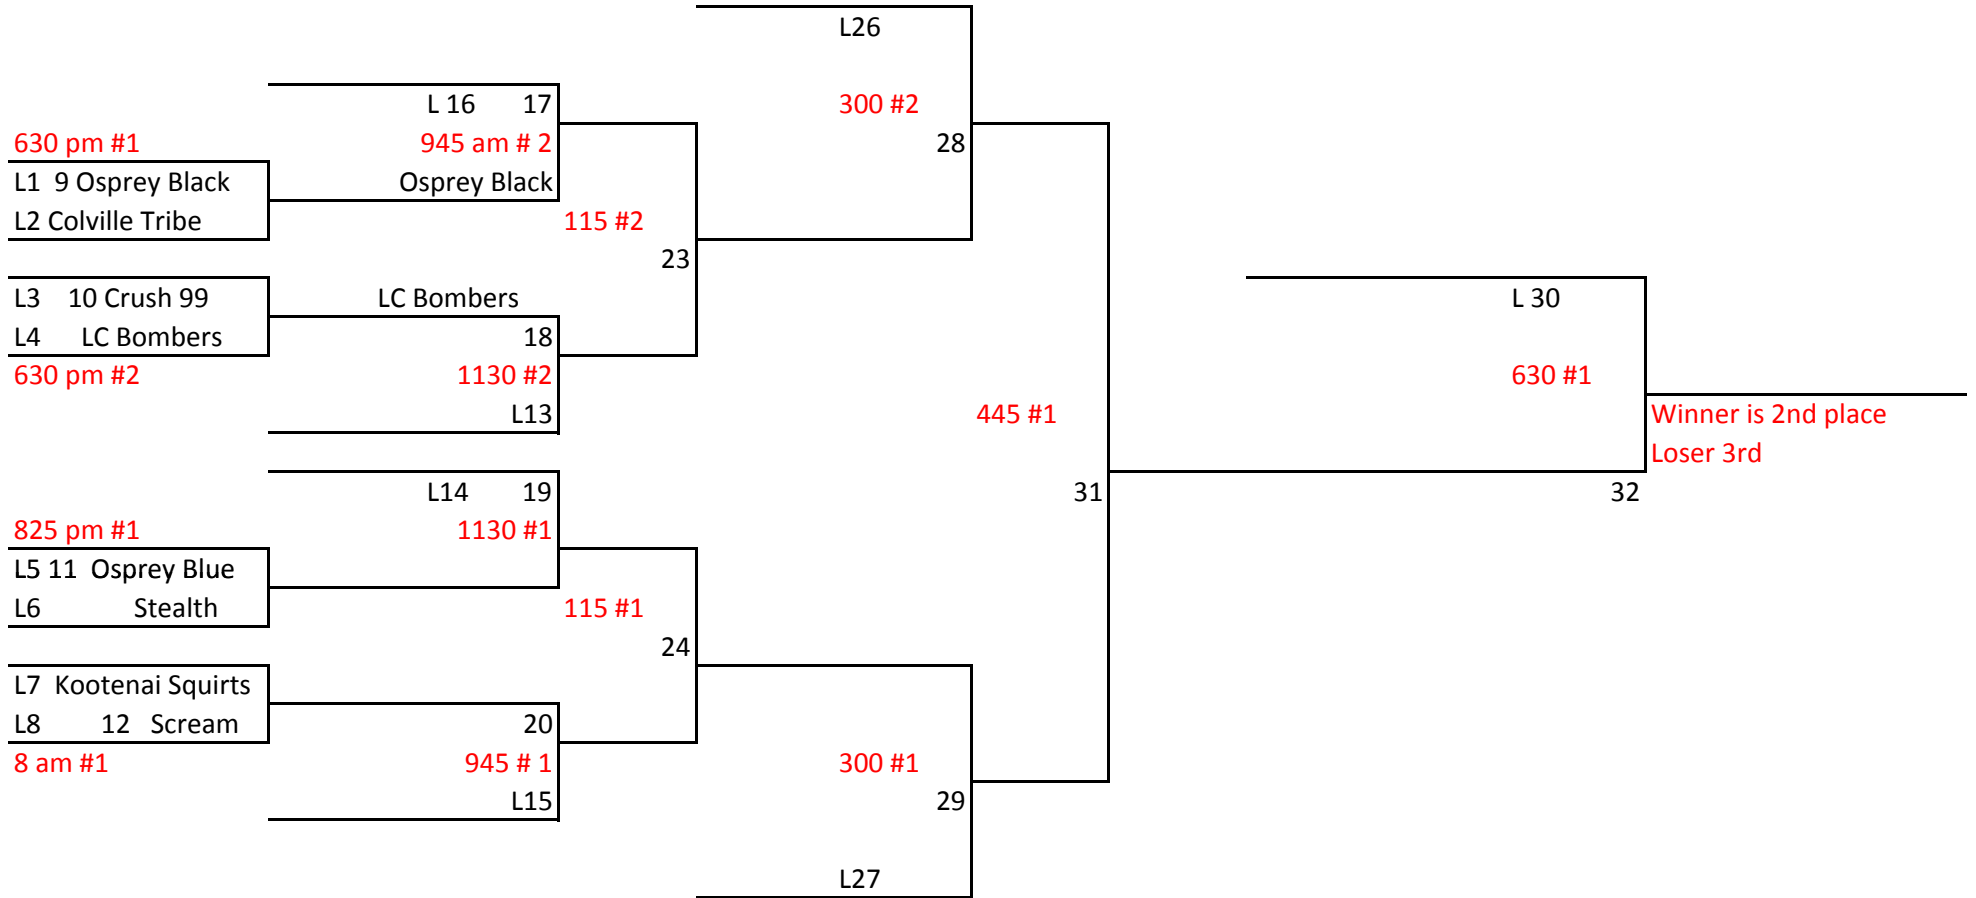 L26
L 16 17
300 #2
630 pm #1
945 am # 2
28
L1 9 Osprey Black
Osprey Black
L2 Colville Tribe
115 #2
23
L3 10 Crush 99
LC Bombers
L 30
L4 LC Bombers
18
630 pm #2
1130 #2
630 #1
L13
445 #1
Winner is 2nd place
Loser 3rd
L14 19
31
32
825 pm #1
1130 #1
L5 11 Osprey Blue
L6 Stealth
115 #1
24
L7 Kootenai Squirts
L8 12 Scream
20
8 am #1
945 # 1
300 #1
L15
29
L27